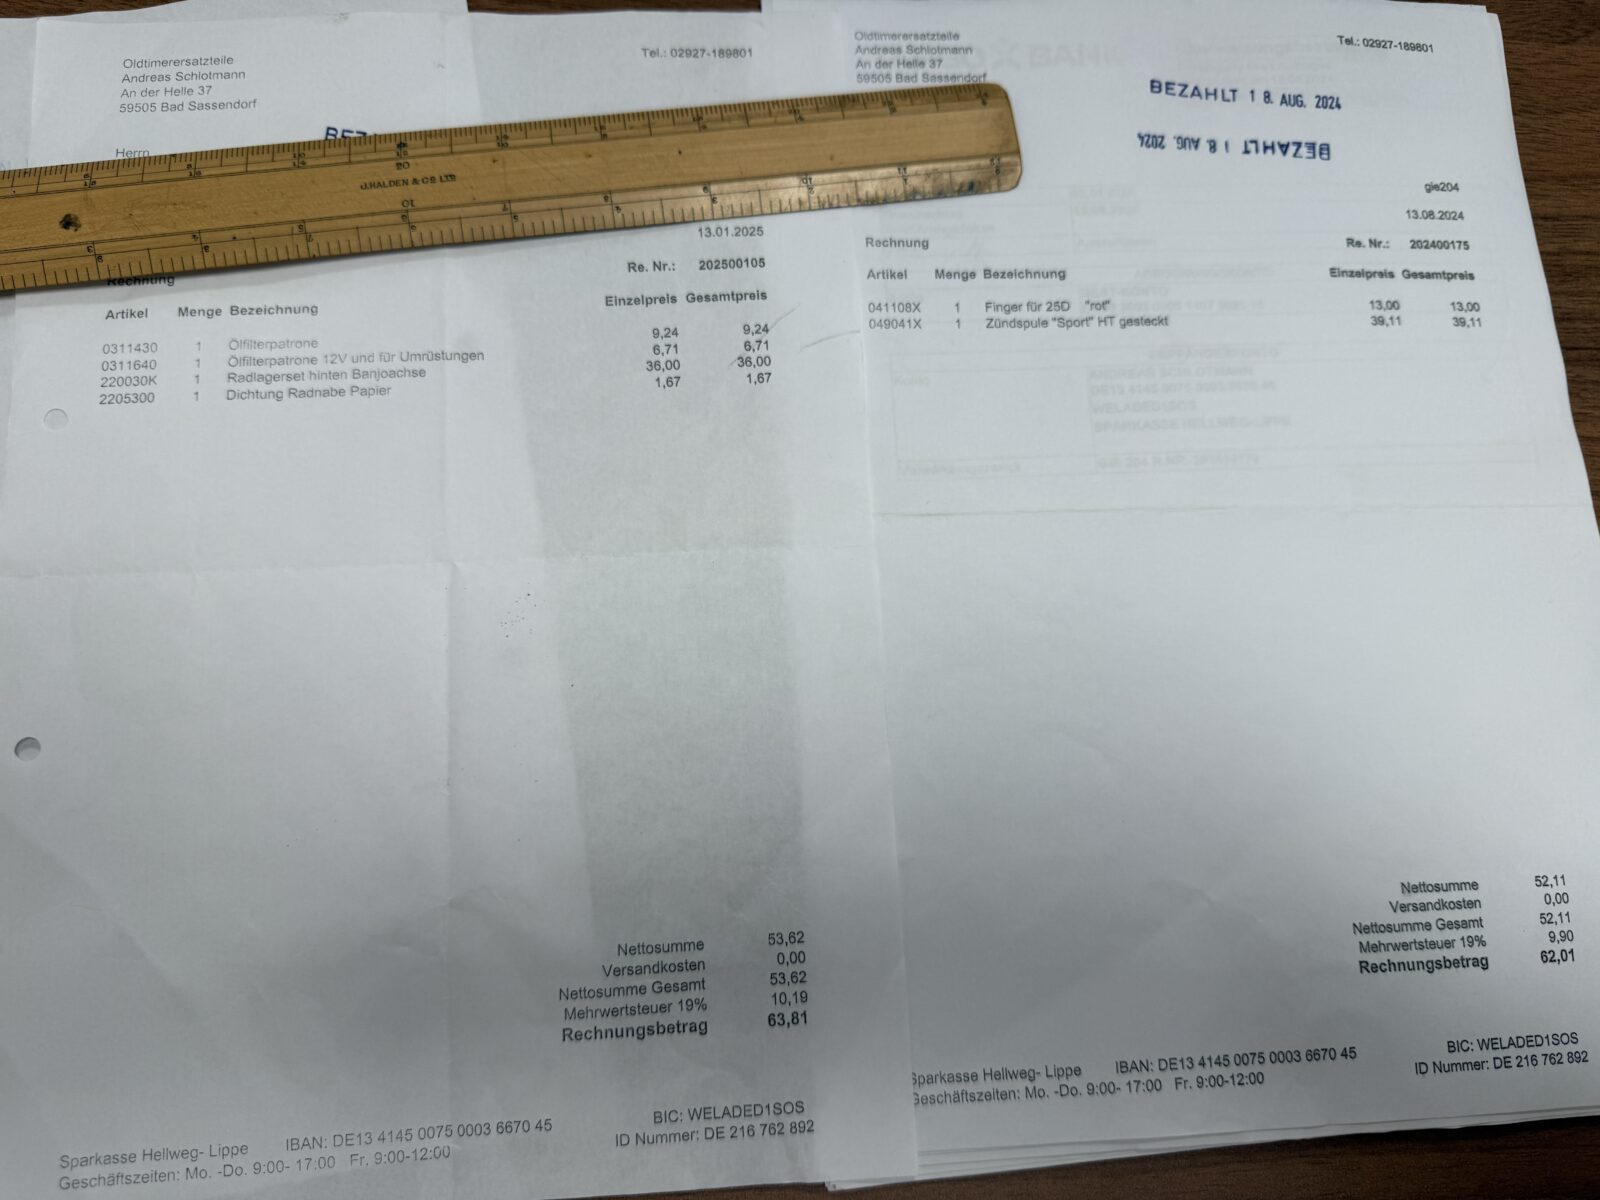 Oldtimerersatzteile
Andreas Schlotmann
An der Helle 37
59505 Bad Sassendorf
Tel.: 02927-189801
Herrn
J.HALDEN & CO LTD
13.01.2025
Rechnung
Re. Nr.: 202500105
Artikel Menge Bezeichnung Einzelpreis Gesamtpreis
0311430 1 Ölfilterpatrone 9,24 9,24
0311640 1 Ölfilterpatrone 12V und für Umrüstungen 6,71 6,71
220030K 1 Radlagerset hinten Banjoachse 36,00 36,00
2205300 1 Dichtung Radnabe Papier 1,67 1,67
Nettosumme 53,62
Versandkosten 0,00
Nettosumme Gesamt 53,62
Mehrwertsteuer 19% 10,19
Rechnungsbetrag 63,81
Sparkasse Hellweg- Lippe IBAN: DE13 4145 0075 0003 6670 45 BIC: WELADED1SOS
Geschäftszeiten: Mo. -Do. 9:00- 17:00 Fr. 9:00-12:00 ID Nummer: DE 216 762 892
Oldtimerersatzteile
Andreas Schlotmann
An der Helle 37
59505 Bad Sassendorf
Tel.: 02927-189801
BEZAHLT 18. AUG. 2024
BEZAHLT 18. AUG. 2024
gie204
13.08.2024
Rechnung
Re. Nr.: 202400175
Artikel Menge Bezeichnung Einzelpreis Gesamtpreis
041108X 1 Finger für 25D "rot" 13,00 13,00
049041X 1 Zündspule "Sport" HT gesteckt 39,11 39,11
Nettosumme 52,11
Versandkosten 0,00
Nettosumme Gesamt 52,11
Mehrwertsteuer 19% 9,90
Rechnungsbetrag 62,01
Sparkasse Hellweg- Lippe IBAN: DE13 4145 0075 0003 6670 45 BIC: WELADED1SOS
Geschäftszeiten: Mo. -Do. 9:00- 17:00 Fr. 9:00-12:00 ID Nummer: DE 216 762 892